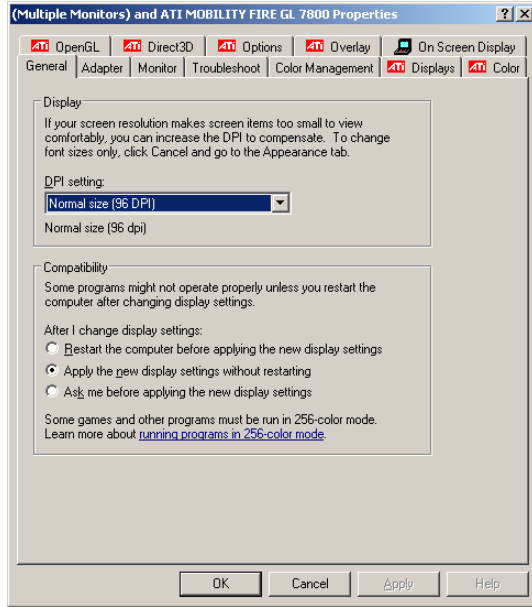 (Multiple Monitors) and ATI MOBILITY FIRE GL 7800 Properties
ATI OpenGL ATI Direct3D ATI Options ATI Overlay On Screen Display
General Adapter Monitor Troubleshoot Color Management ATI Displays ATI Color
Display
If your screen resolution makes screen items too small to view
comfortably, you can increase the DPI to compensate. To change
font sizes only, click Cancel and go to the Appearance tab.
DPI setting:
Normal size (96 DPI)
Normal size (96 dpi)
Compatibility
Some programs might not operate properly unless you restart the
computer after changing display settings.
After I change display settings:
Restart the computer before applying the new display settings
Apply the new display settings without restarting
Ask me before applying the new display settings
Some games and other programs must be run in 256-color mode.
Learn more about running programs in 256-color mode.
OK Cancel Apply Help